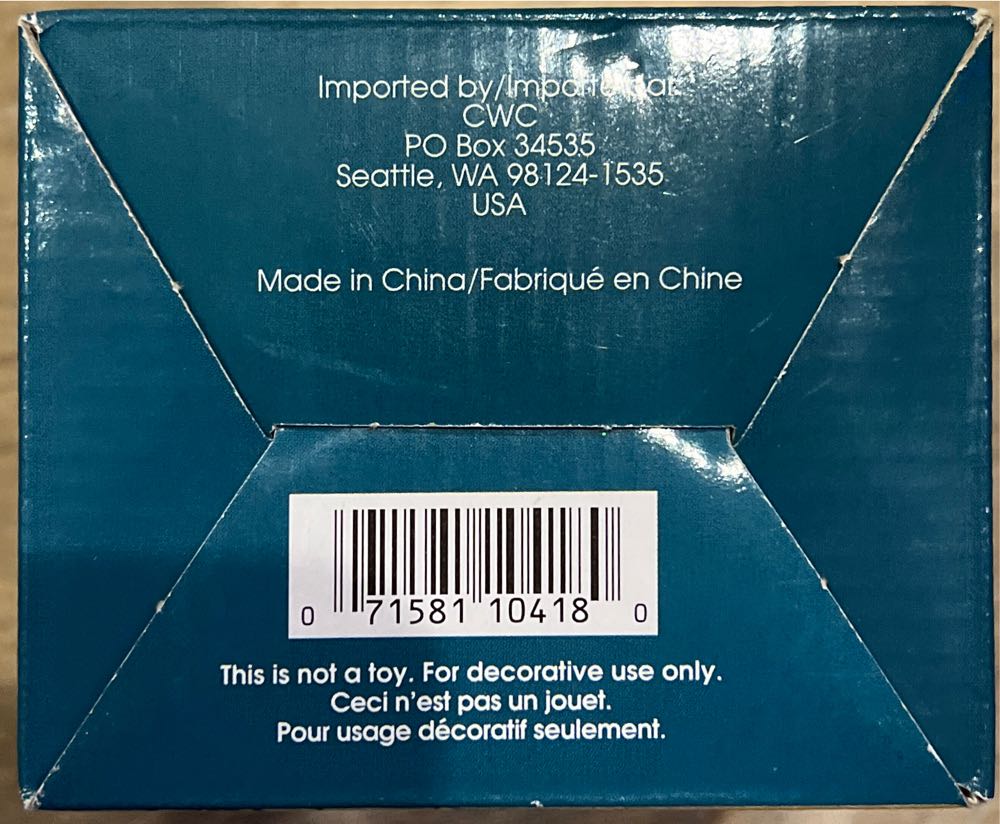 Imported by/Importé par
CWC
PO Box 34535
Seattle, WA 98124-1535
USA
Made in China/Fabriqué en Chine
0 71581 10418 0
This is not a toy. For decorative use only.
Ceci n'est pas un jouet.
Pour usage décoratif seulement.